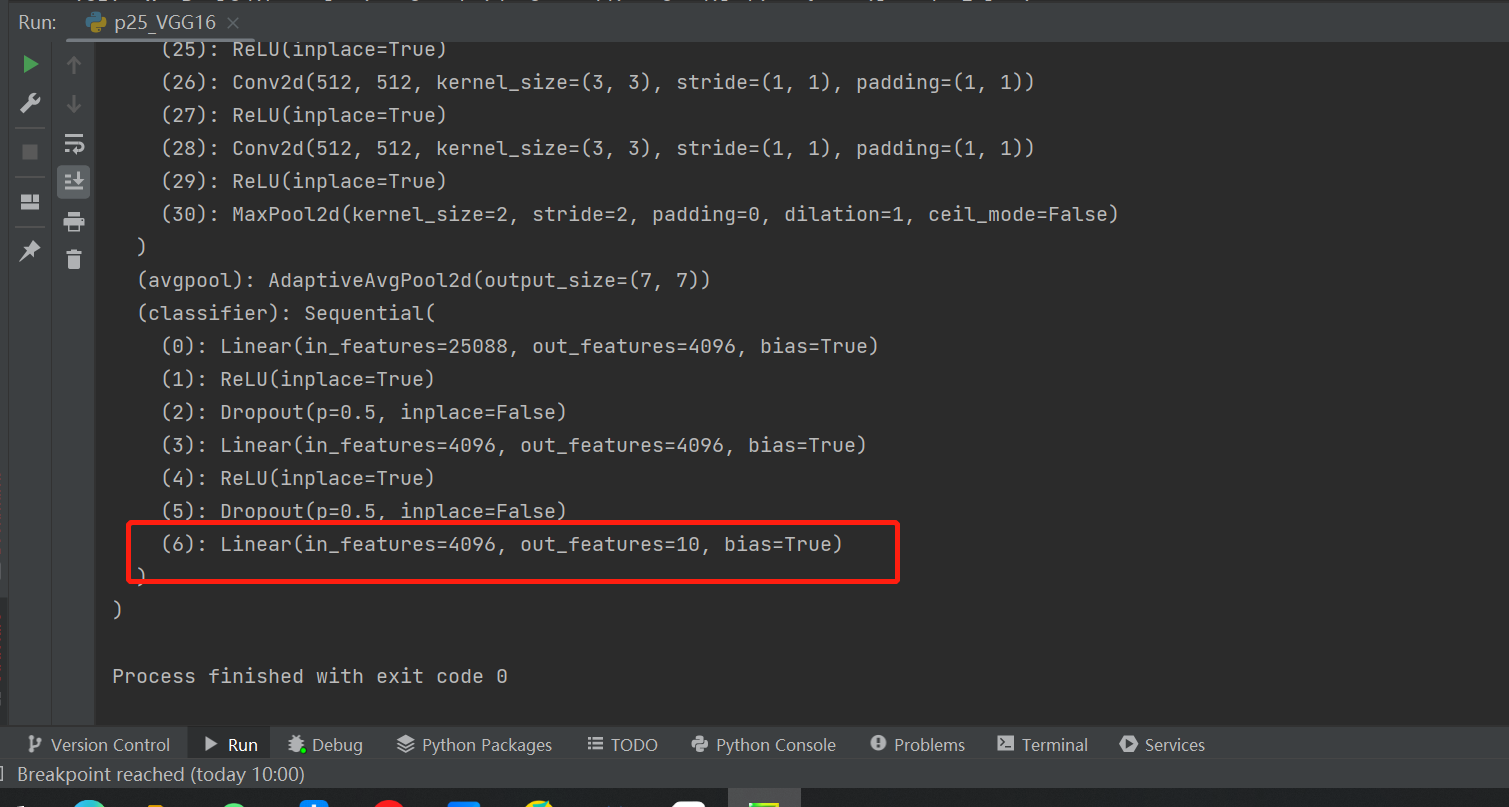 Run: p25_VGG16
(25): ReLU(inplace=True)
(26): Conv2d(512, 512, kernel_size=(3, 3), stride=(1, 1), padding=(1, 1))
(27): ReLU(inplace=True)
(28): Conv2d(512, 512, kernel_size=(3, 3), stride=(1, 1), padding=(1, 1))
(29): ReLU(inplace=True)
(30): MaxPool2d(kernel_size=2, stride=2, padding=0, dilation=1, ceil_mode=False)
)
(avgpool): AdaptiveAvgPool2d(output_size=(7, 7))
(classifier): Sequential(
(0): Linear(in_features=25088, out_features=4096, bias=True)
(1): ReLU(inplace=True)
(2): Dropout(p=0.5, inplace=False)
(3): Linear(in_features=4096, out_features=4096, bias=True)
(4): ReLU(inplace=True)
(5): Dropout(p=0.5, inplace=False)
(6): Linear(in_features=4096, out_features=10, bias=True)
)
)
Process finished with exit code 0
Version Control Run Debug Python Packages TODO Python Console Problems Terminal Services
Breakpoint reached (today 10:00)